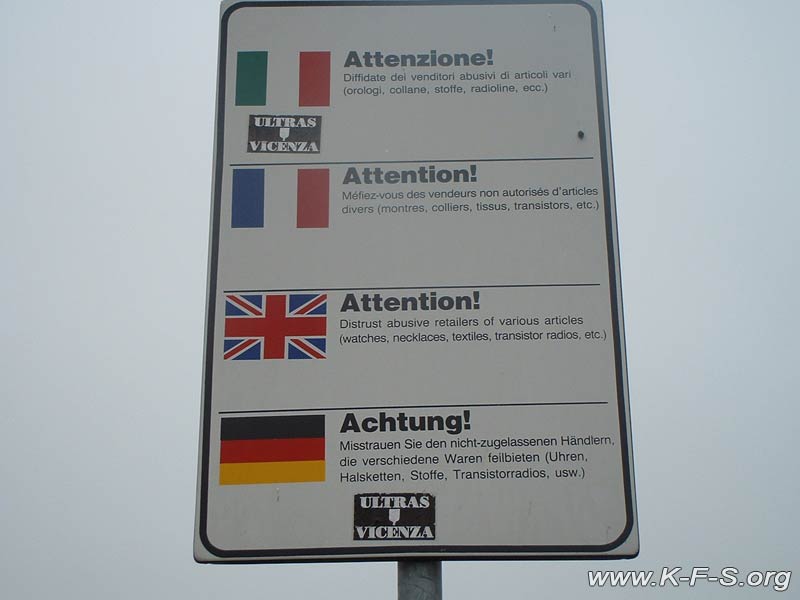 Attenzione!
Diffidate dei venditori abusivi di articoli vari
(orologi, collane, stoffe, radioline, ecc.)
ULTRAS
VICENZA
Attention!
Méfiez-vous des vendeurs non autorisés d'articles
divers (montres, colliers, tissus, transistors, etc.)
Attention!
Distrust abusive retailers of various articles
(watches, necklaces, textiles, transistor radios, etc.)
Achtung!
Misstrauen Sie den nicht-zugelassenen Händlern,
die verschiedene Waren feilbieten (Uhren,
Halsketten, Stoffe, Transistorradios, usw.)
ULTRAS
VICENZA
www.K-F-S.org